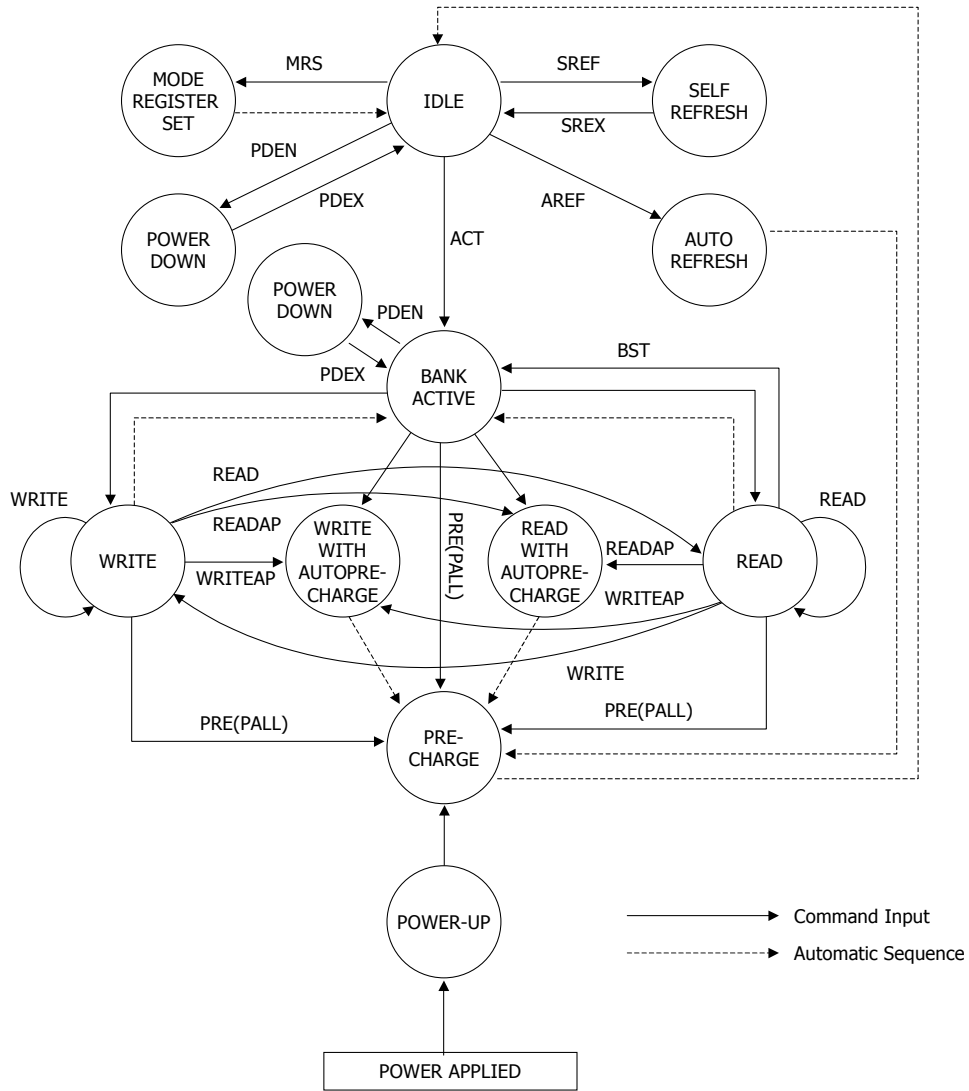 MRS
SREF
MODE
REGISTER
SET
IDLE
SELF
REFRESH
SREX
PDEN
PDEX
AREF
POWER
DOWN
ACT
AUTO
REFRESH
POWER
DOWN
PDEN
PDEX
BST
BANK
ACTIVE
WRITE
READ
READAP
WRITE
WRITEAP
WRITE
WITH
AUTOPRE-
CHARGE
PRE(PALL)
READ
WITH
AUTOPRE-
CHARGE
READAP
WRITEAP
READ
READ
WRITE
PRE(PALL)
PRE(PALL)
PRE-
CHARGE
POWER-UP
Command Input
Automatic Sequence
POWER APPLIED